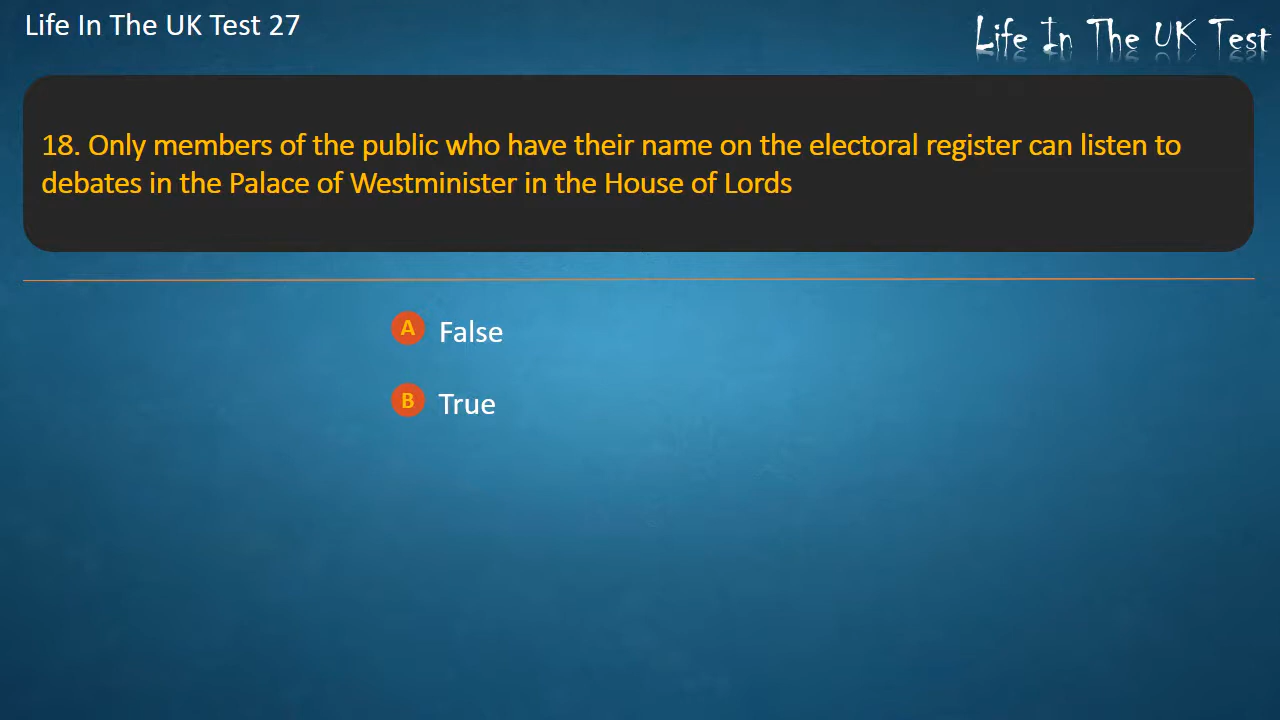 Life In The UK Test 27
Life In The UK Test
18. Only members of the public who have their name on the electoral register can listen to
debates in the Palace of Westminister in the House of Lords
A False
B True